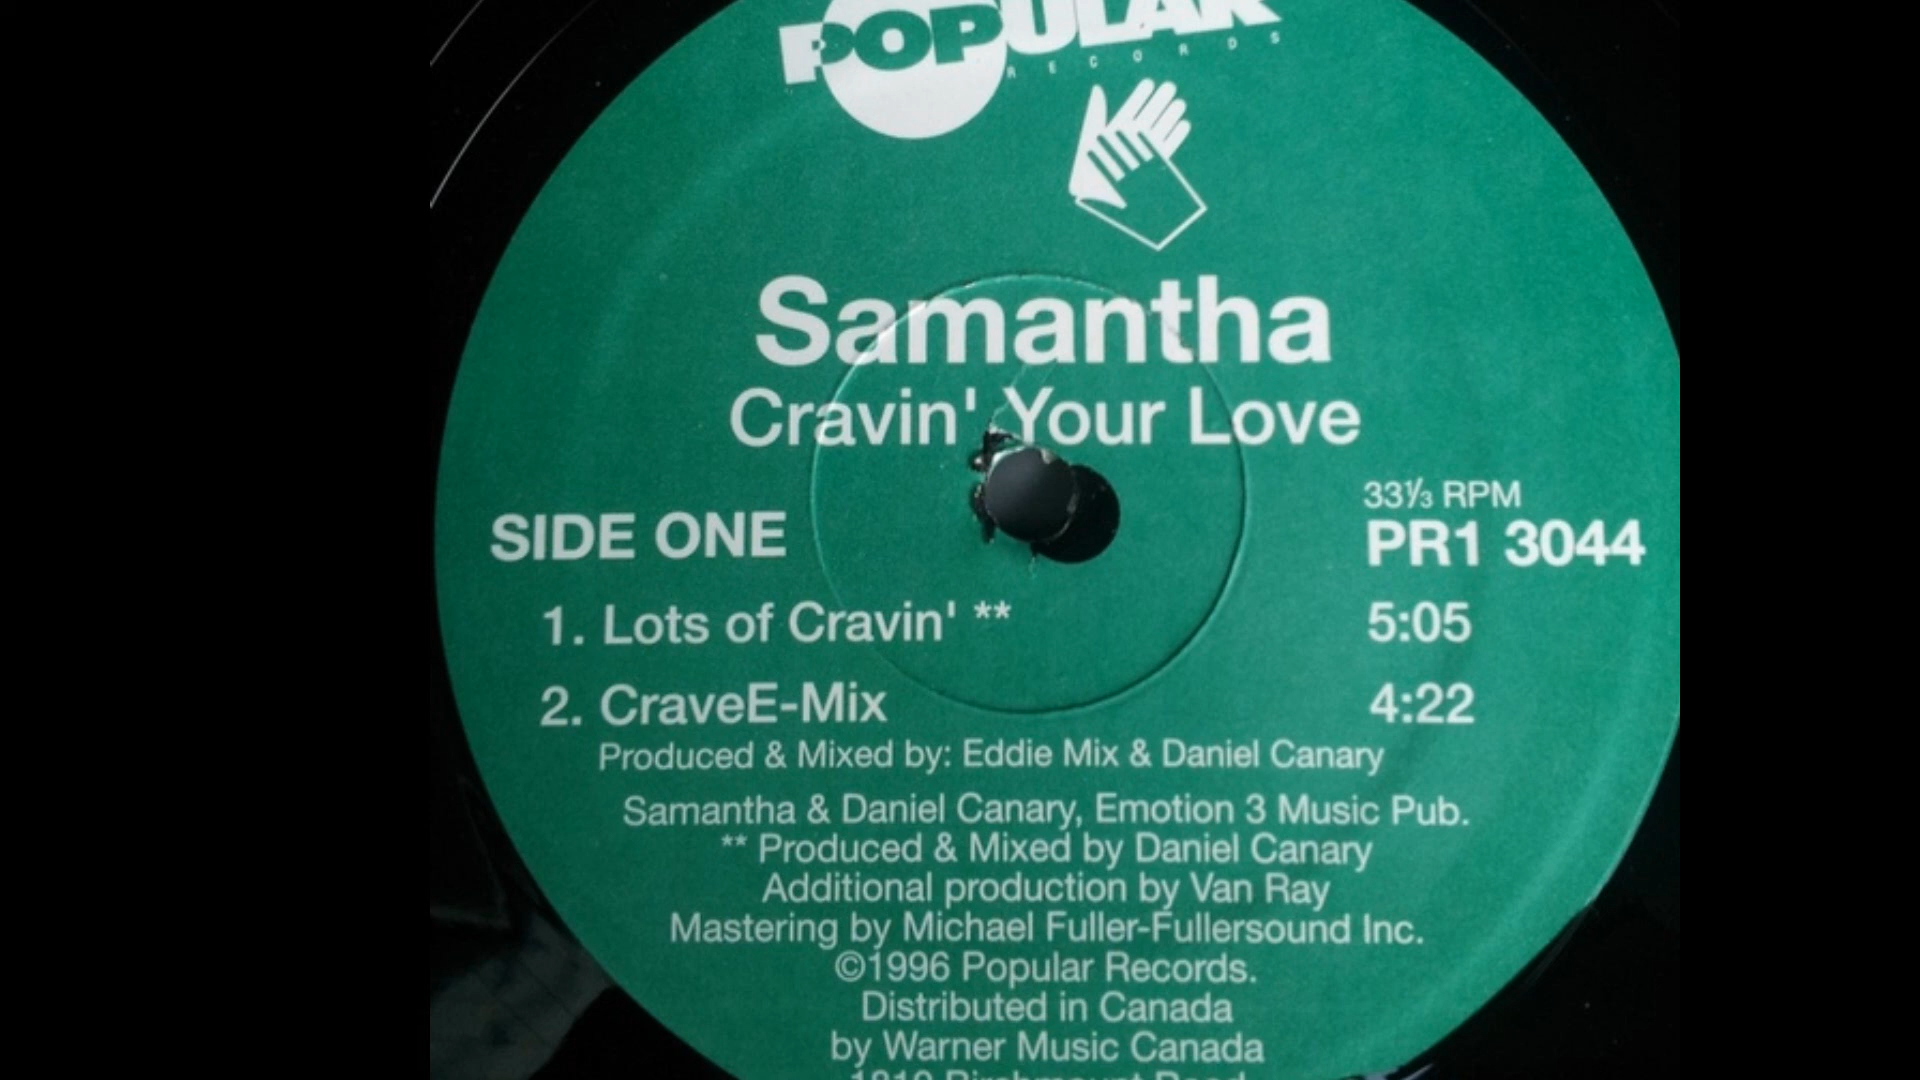 POPULAR
RECORDS
Samantha
Cravin' Your Love
33⅓ RPM
SIDE ONE PR1 3044
1. Lots of Cravin' ** 5:05
2. CraveE-Mix 4:22
Produced & Mixed by: Eddie Mix & Daniel Canary
Samantha & Daniel Canary, Emotion 3 Music Pub.
** Produced & Mixed by Daniel Canary
Additional production by Van Ray
Mastering by Michael Fuller-Fullersound Inc.
©1996 Popular Records.
Distributed in Canada
by Warner Music Canada